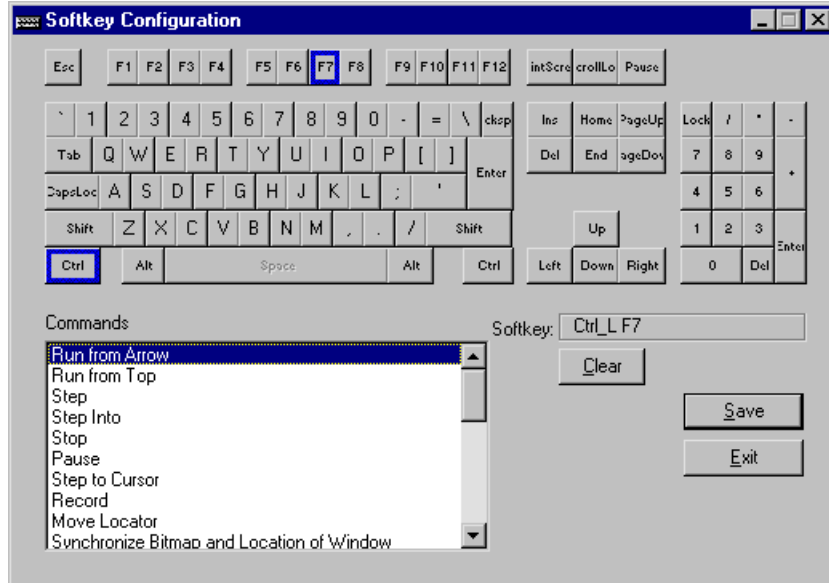 Softkey Configuration
Esc F1 F2 F3 F4 F5 F6 F7 F8 F9 F10 F11 F12 intScre crollLo Pause
` 1 2 3 4 5 6 7 8 9 0 - = \ cksp Ins Home PageUp Lock / * -
Tab Q W E R T Y U I O P [ ] Enter Del End ageDov 7 8 9 +
CapsLoc A S D F G H J K L ; ' 4 5 6
Shift Z X C V B N M , . / Shift Up 1 2 3 Enter
Ctrl Alt Space Alt Ctrl Left Down Right 0 Del
Commands
Softkey: Ctrl_L F7
Run from Arrow
Run from Top
Step
Step Into
Stop
Pause
Step to Cursor
Record
Move Locator
Synchronize Bitmap and Location of Window
Clear
Save
Exit